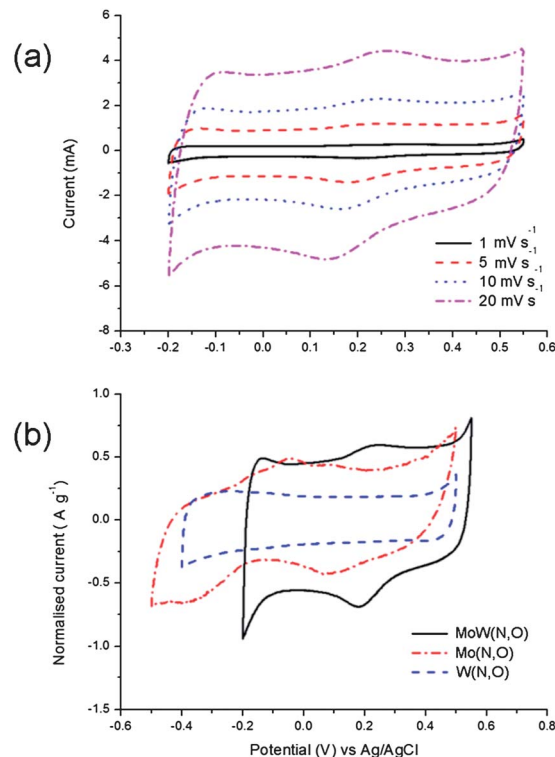 (a)
Current (mA)
6
4
2
0
-2
-4
-6
-8
-0.3 -0.2 -0.1 0.0 0.1 0.2 0.3 0.4 0.5 0.6
1 mV s-1
5 mV s-1
10 mV s-1
20 mV s-1
(b)
Normalised current ( A g-1)
1.0
0.5
0.0
-0.5
-1.0
-1.5
MoW(N,O)
Mo(N,O)
W(N,O)
-0.6 -0.4 -0.2 0.0 0.2 0.4 0.6 0.8
Potential (V) vs Ag/AgCl